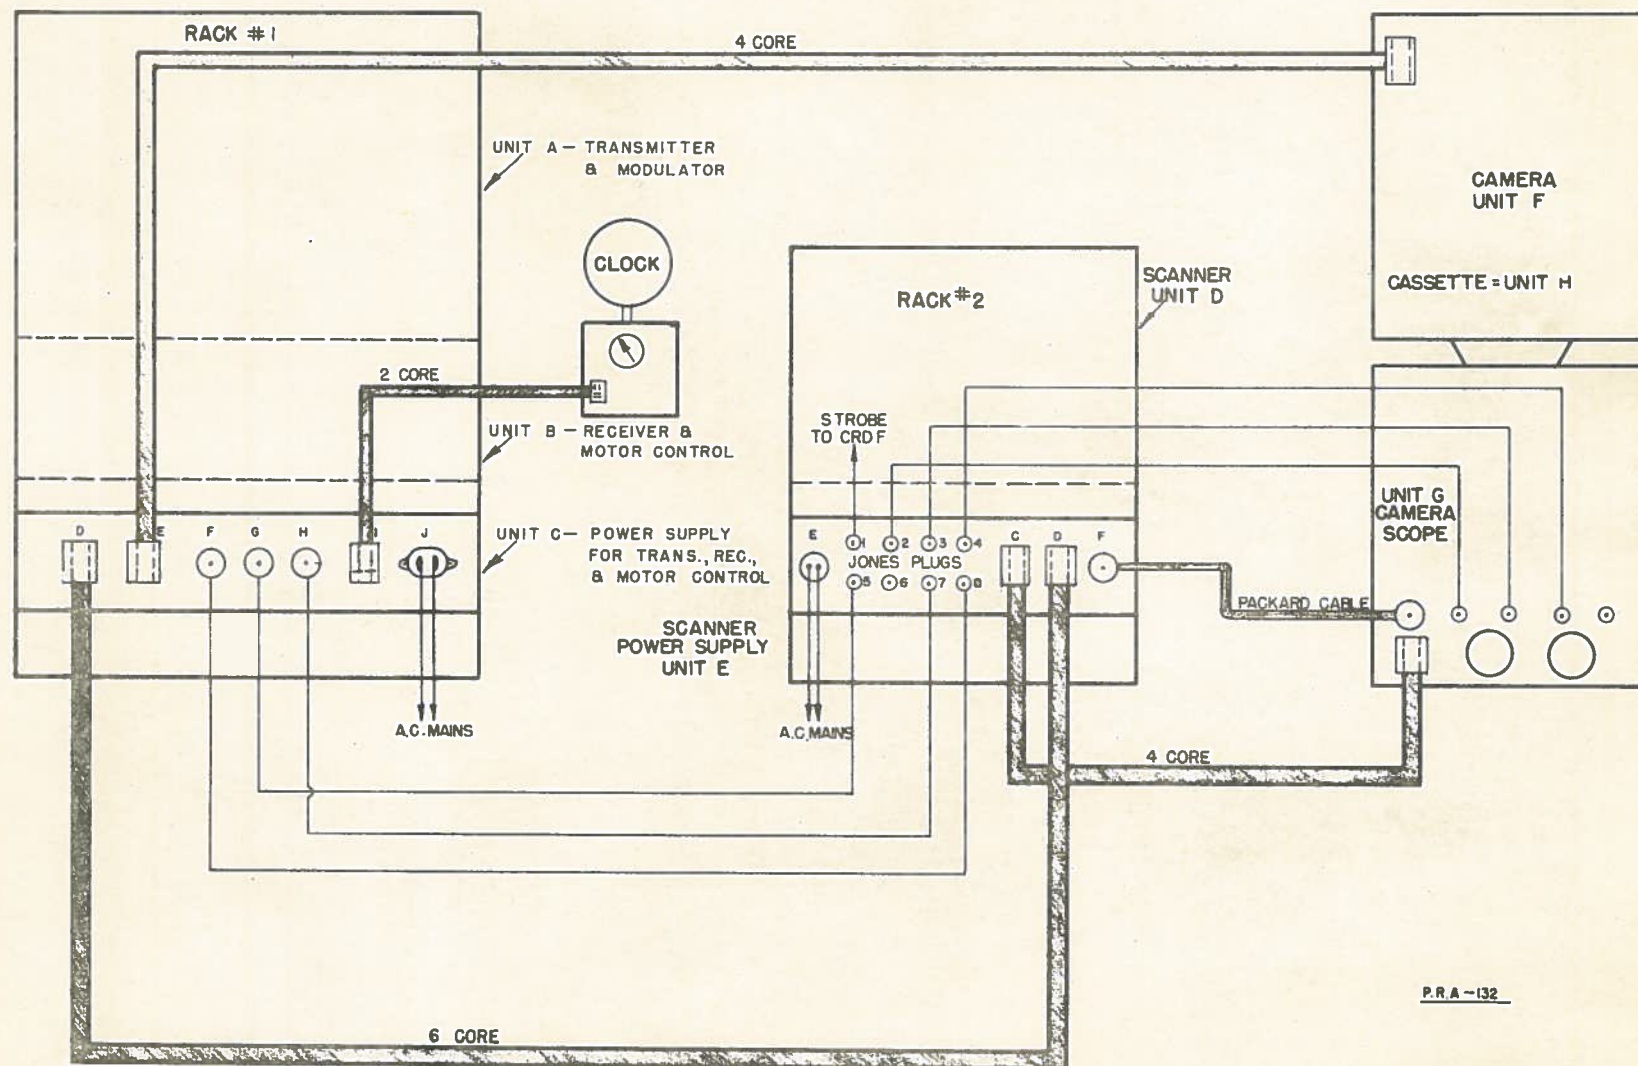 RACK #1
4 CORE
UNIT A — TRANSMITTER
& MODULATOR
CAMERA
UNIT F
CASSETTE = UNIT H
CLOCK
SCANNER
UNIT D
RACK #2
2 CORE
STROBE
TO CRDF
UNIT B — RECEIVER &
MOTOR CONTROL
UNIT G
CAMERA
SCOPE
D E F G H I J
UNIT C — POWER SUPPLY
FOR TRANS., REC.,
& MOTOR CONTROL
E 1 2 3 4 C D F
JONES PLUGS
5 6 7 8
PACKARD CABLE
SCANNER
POWER SUPPLY
UNIT E
A.C. MAINS
A.C. MAINS
4 CORE
6 CORE
P.R.A — 132